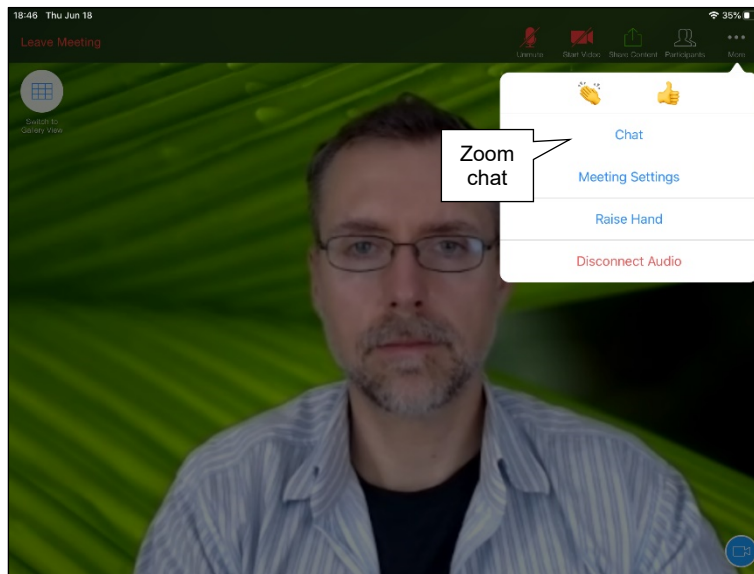 18:46 Thu Jun 18
35%
Leave Meeting
Unmute
Start Video
Share Content
Participants
More
Switch to
Gallery View
Chat
Zoom
chat
Meeting Settings
Raise Hand
Disconnect Audio